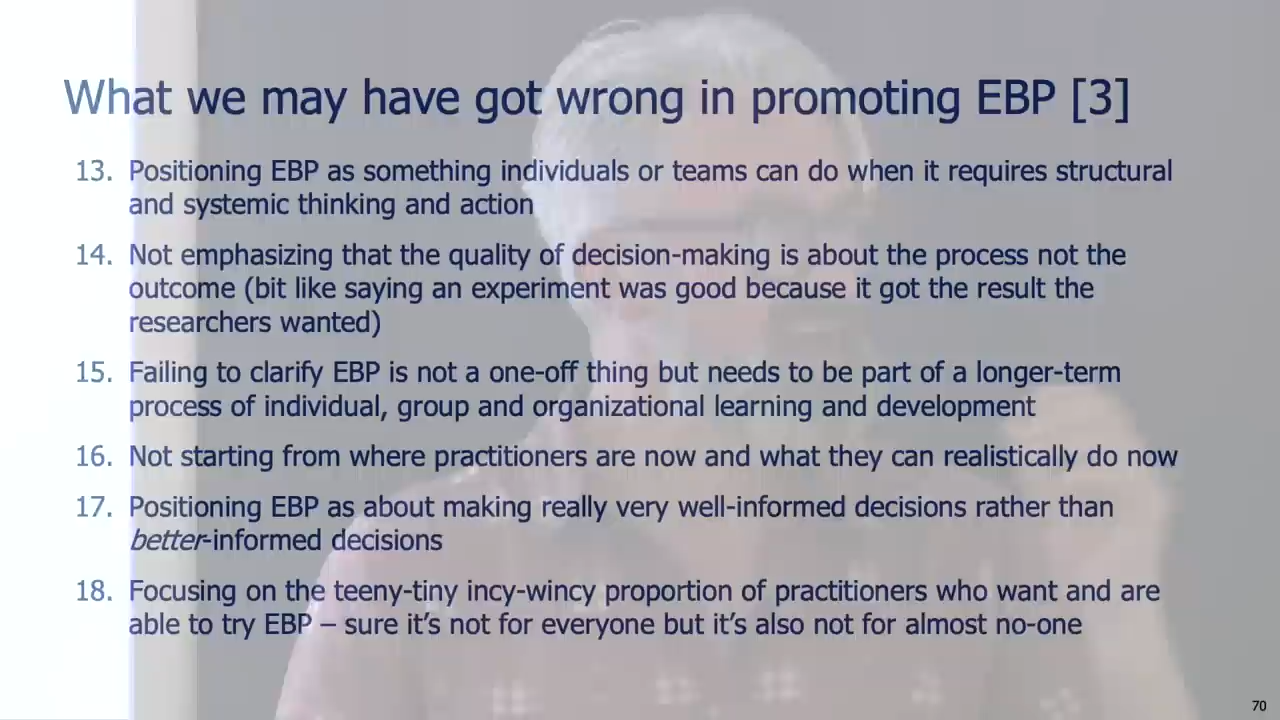 What we may have got wrong in promoting EBP [3]
13. Positioning EBP as something individuals or teams can do when it requires structural
and systemic thinking and action
14. Not emphasizing that the quality of decision-making is about the process not the
outcome (bit like saying an experiment was good because it got the result the
researchers wanted)
15. Failing to clarify EBP is not a one-off thing but needs to be part of a longer-term
process of individual, group and organizational learning and development
16. Not starting from where practitioners are now and what they can realistically do now
17. Positioning EBP as about making really very well-informed decisions rather than
better-informed decisions
18. Focusing on the teeny-tiny incy-wincy proportion of practitioners who want and are
able to try EBP – sure it's not for everyone but it's also not for almost no-one
70